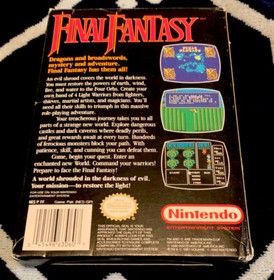 FINAL FANTASY
Dragons and broadswords,
mystery and adventure.
Final Fantasy has them all!
An evil shroud covers the world in darkness.
You must restore the powers of earth, wind,
fire, and water to the Four Orbs. Create your
own band of 4 Light Warriors from fighters,
thieves, martial artists, and magicians. You'll
need all their skills to triumph in this massive
role-playing adventure.
Your treacherous journey takes you to all
parts of a strange new world. Explore dangerous
castles and dark caverns where deadly perils,
and great rewards await at every turn. Hundreds
of ferocious monsters block your path. With
patience, skill, and cunning you can defeat them.
Come, begin your quest. Enter an
enchanted new World. Command your warriors!
Prepare to face the Final Fantasy!
A world shrouded in the darkness of evil.
Your mission—to restore the light!
Nintendo
ENTERTAINMENT SYSTEM